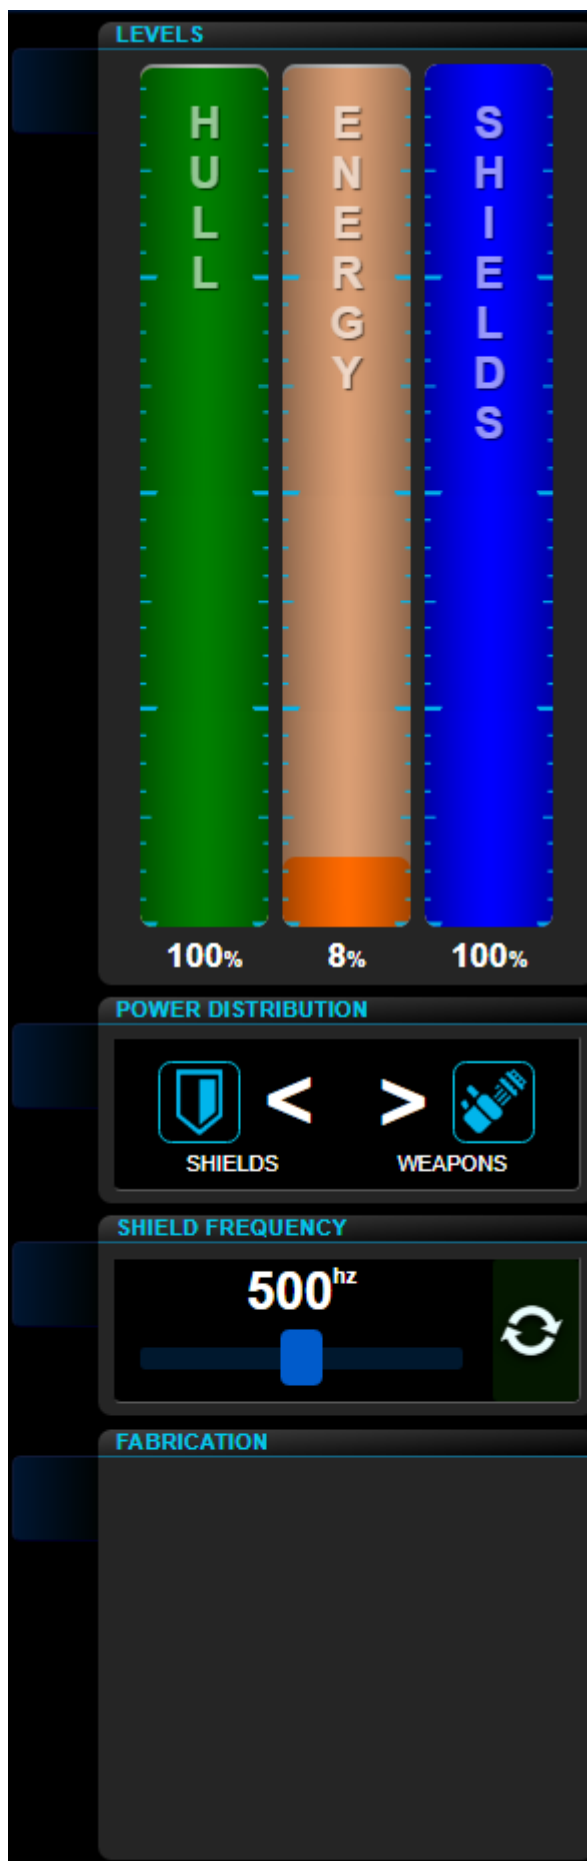 LEVELS
HULL
ENERGY
SHIELDS
100%
8%
100%
POWER DISTRIBUTION
< >
SHIELDS
WEAPONS
SHIELD FREQUENCY
500hz
FABRICATION